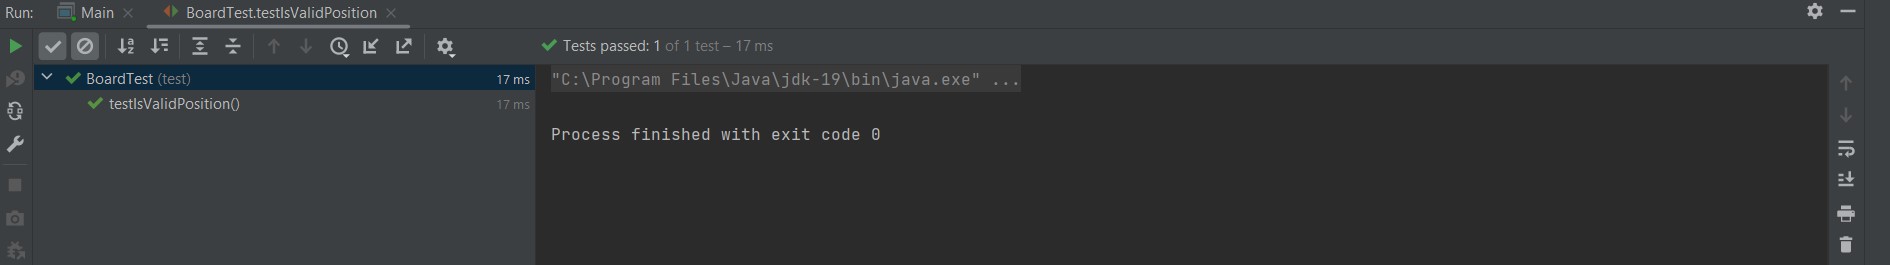 Run: Main BoardTest.testIsValidPosition
Tests passed: 1 of 1 test – 17 ms
BoardTest (test) 17 ms
testIsValidPosition() 17 ms
"C:\Program Files\Java\jdk-19\bin\java.exe" ...
Process finished with exit code 0